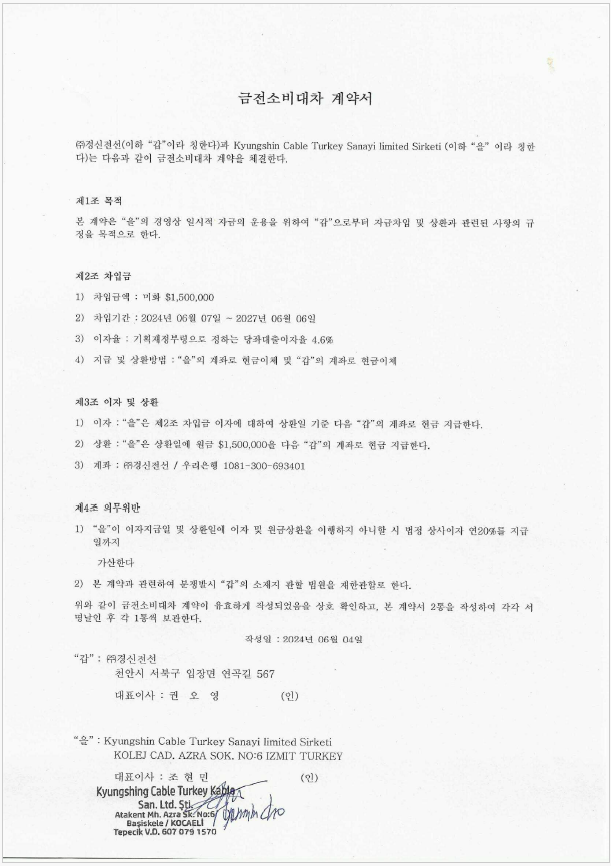 금전소비대차 계약서
㈜경신전선(이하 “갑”이라 칭한다)과 Kyungshin Cable Turkey Sanayi limited Sirketi (이하 “을” 이라 칭한
다)는 다음과 같이 금전소비대차 계약을 체결한다.
제1조 목적
본 계약은 “을”의 경영상 일시적 자금의 운용을 위하여 “갑”으로부터 자금차입 및 상환과 관련된 사항의 규
정을 목적으로 한다.
제2조 차입금
1) 차입금액 : 미화 $1,500,000
2) 차입기간 : 2024년 06월 07일 ~ 2027년 06월 06일
3) 이자율 : 기획재정부령으로 정하는 당좌대출이자율 4.6%
4) 지급 및 상환방법 : “을”의 계좌로 현금이체 및 “갑”의 계좌로 현금이체
제3조 이자 및 상환
1) 이자 : “을”은 제2조 차입금 이자에 대하여 상환일 기준 다음 “갑”의 계좌로 현금 지급한다.
2) 상환 : “을”은 상환일에 원금 $1,500,000을 다음 “갑”의 계좌로 현금 지급한다.
3) 계좌 : ㈜경신전선 / 우리은행 1081-300-693401
제4조 의무위반
1) “을”이 이자지급일 및 상환일에 이자 및 원금상환을 이행하지 아니할 시 법정 상사이자 연20%를 지급
일까지
가산한다
2) 본 계약과 관련하여 분쟁발시 “갑”의 소재지 관할 법원을 제한관할로 한다.
위와 같이 금전소비대차 계약이 유효하게 작성되었음을 상호 확인하고, 본 계약서 2통을 작성하여 각각 서
명날인 후 각 1통씩 보관한다.
작성일 : 2024년 06월 04일
“갑” : ㈜경신전선
천안시 서북구 입장면 연곡길 567
대표이사 : 권 오 영 (인)
“을” : Kyungshin Cable Turkey Sanayi limited Sirketi
KOLEJ CAD. AZRA SOK. NO:6 IZMIT TURKEY
대표이사 : 조 현 민 (인)
Kyungshing Cable Turkey Kablo
San. Ltd. Şti.
Atakent Mh. Azra Sk. No:6
Başiskele / KOCAELİ
Tepecik V.D. 607 079 1570